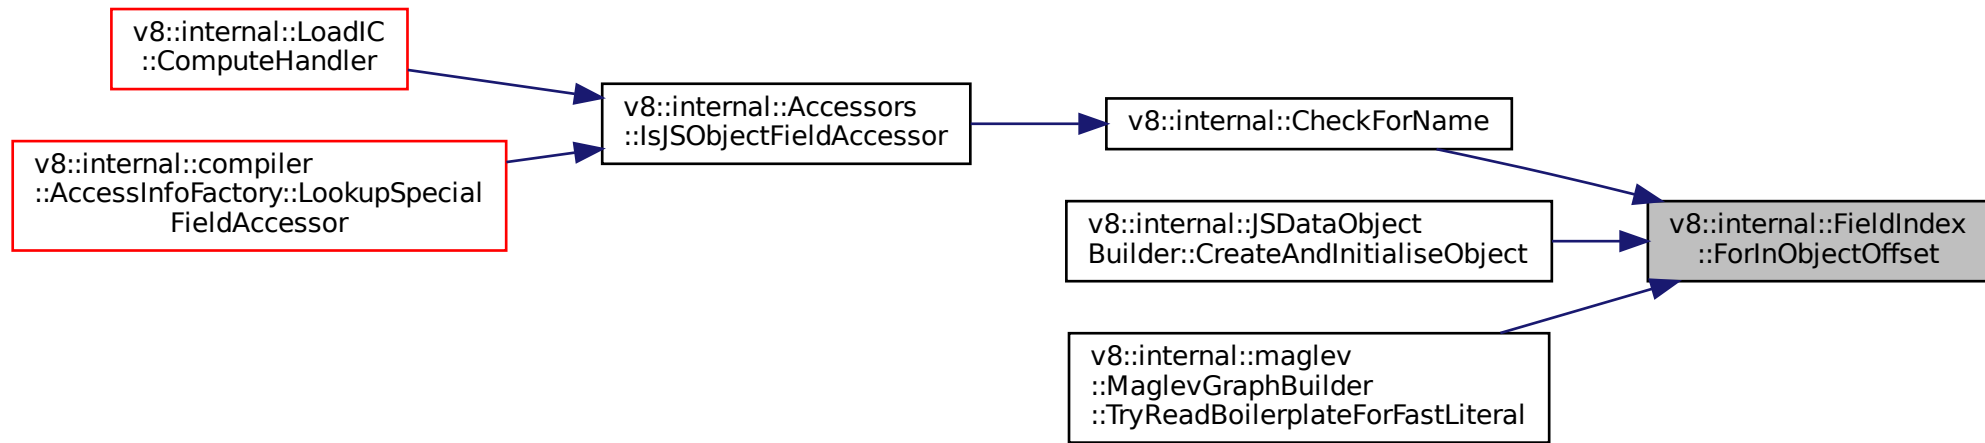 v8::internal::LoadIC
::ComputeHandler
v8::internal::compiler
::AccessInfoFactory::LookupSpecial
FieldAccessor
v8::internal::Accessors
::IsJSObjectFieldAccessor
v8::internal::CheckForName
v8::internal::JSDataObject
Builder::CreateAndInitialiseObject
v8::internal::maglev
::MaglevGraphBuilder
::TryReadBoilerplateForFastLiteral
v8::internal::FieldIndex
::ForInObjectOffset